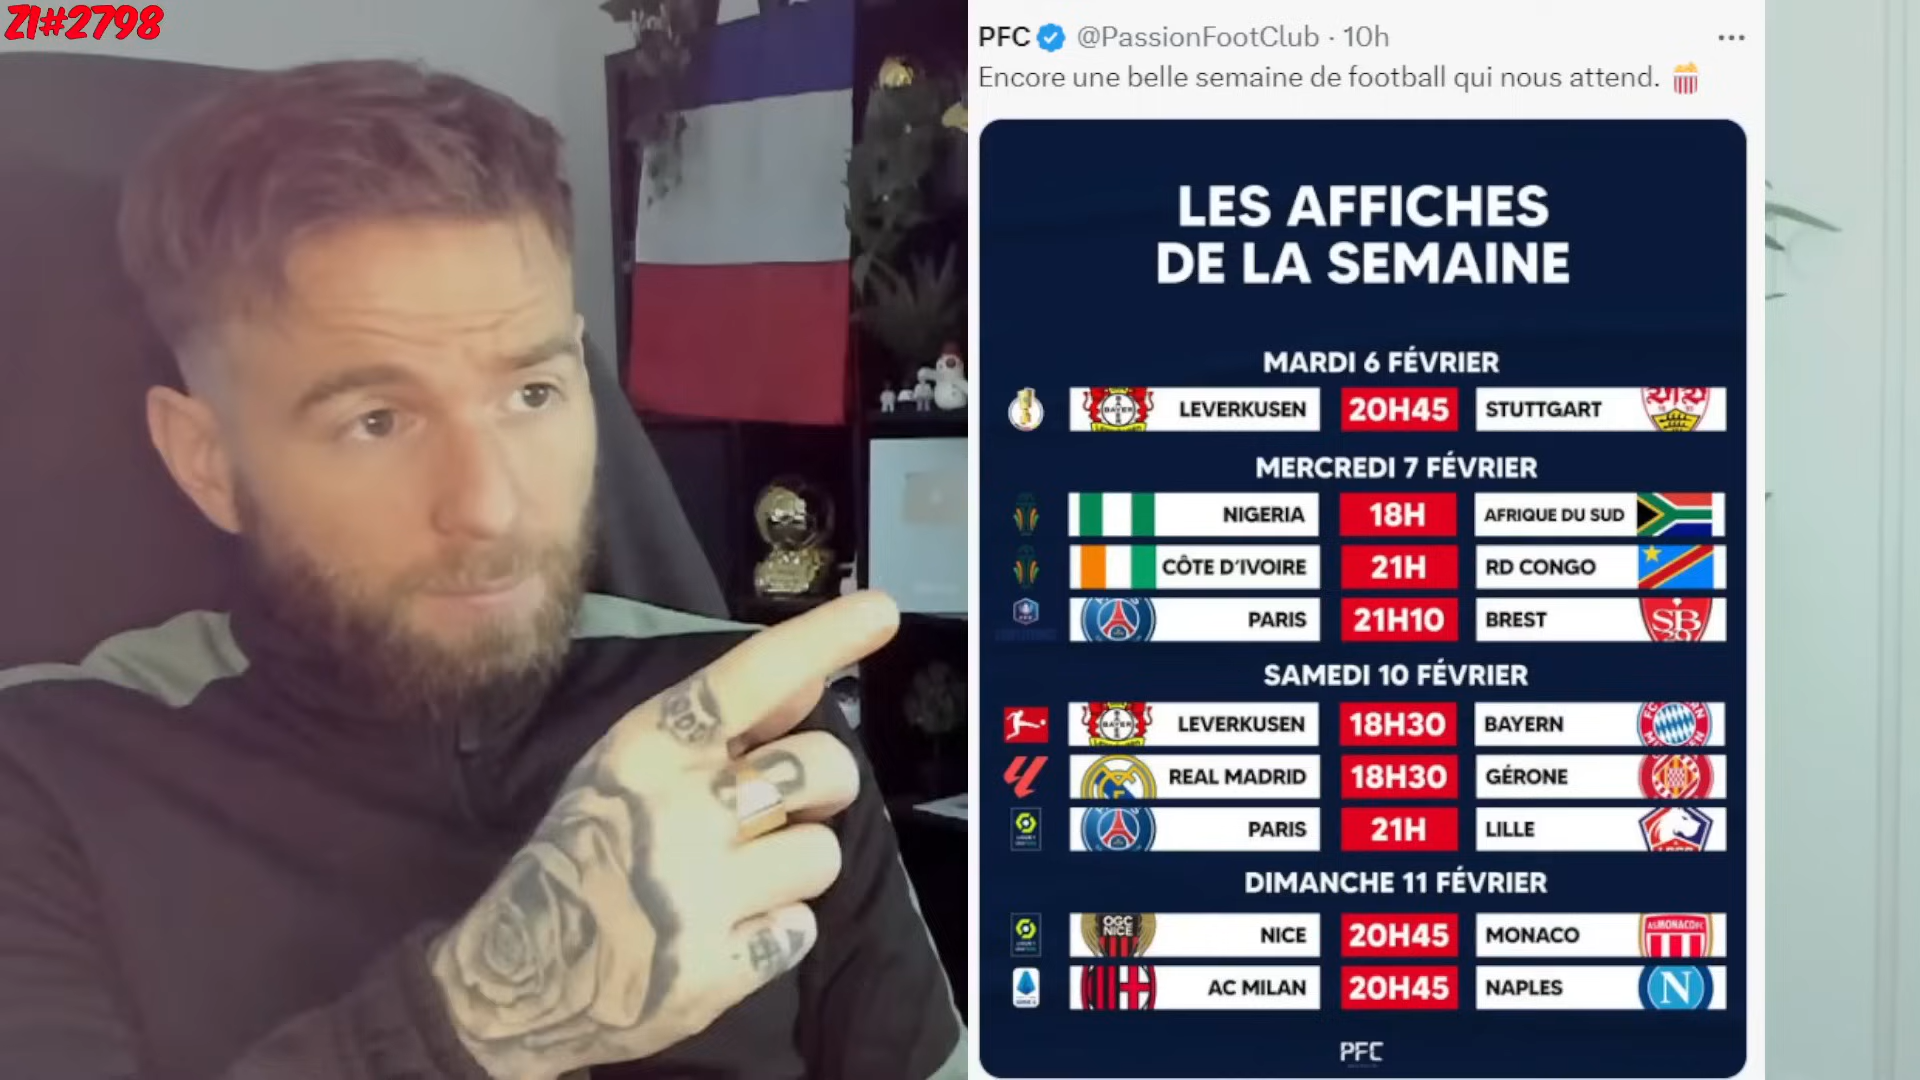 ZI#2798
PFC @PassionFootClub · 10h
Encore une belle semaine de football qui nous attend.
LES AFFICHES
DE LA SEMAINE
MARDI 6 FÉVRIER
LEVERKUSEN 20H45 STUTTGART
MERCREDI 7 FÉVRIER
NIGERIA 18H AFRIQUE DU SUD
CÔTE D'IVOIRE 21H RD CONGO
PARIS 21H10 BREST
SAMEDI 10 FÉVRIER
LEVERKUSEN 18H30 BAYERN
REAL MADRID 18H30 GÉRONE
PARIS 21H LILLE
DIMANCHE 11 FÉVRIER
OGC
NICE
NICE 20H45 MONACO
AC MILAN 20H45 NAPLES
PFC